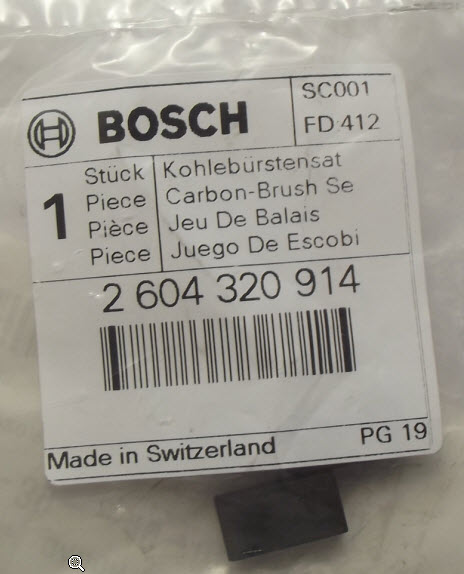 BOSCH
SC001
FD 412
1
Stück
Piece
Pièce
Piece
Kohlebürstensat
Carbon-Brush Se
Jeu De Balais
Juego De Escobi
2 604 320 914
Made in Switzerland
PG 19